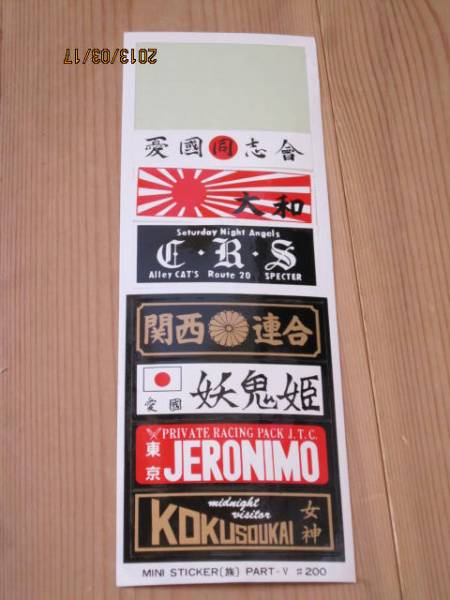 2013/03/17
憂國同志會
大和
Saturday Night Angels
C·R·S
Alley CAT'S Route 20 SPECTER
関西 連合
愛國 妖鬼姫
PRIVATE RACING PACK J.T.C.
東京 JERONIMO
midnight visitor
KOKUSOUKAI 女神
MINI STICKER(族) PART-V #200